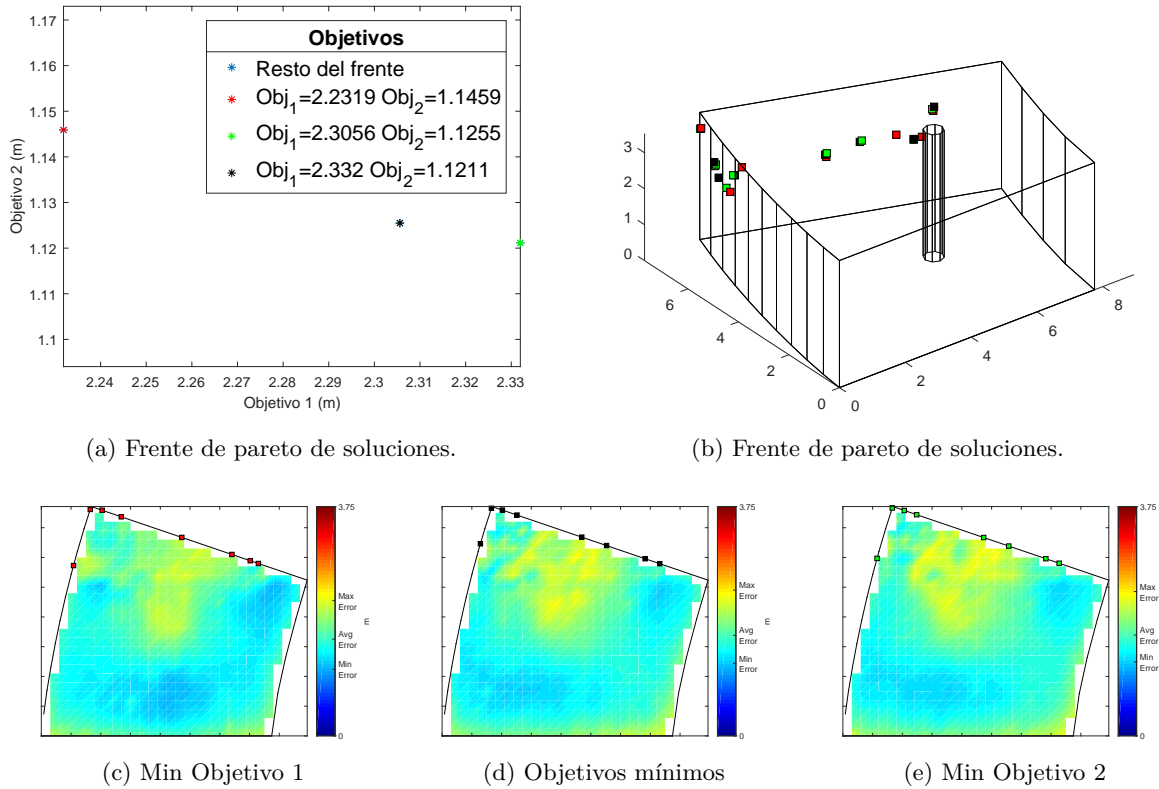 1.17
1.16
1.15
1.14
1.13
1.12
1.11
1.1
Objetivo 2 (m)
2.24 2.25 2.26 2.27 2.28 2.29 2.3 2.31 2.32 2.33
Objetivo 1 (m)
Objetivos
Resto del frente
Obj1=2.2319 Obj2=1.1459
Obj1=2.3056 Obj2=1.1255
Obj1=2.332 Obj2=1.1211
(a) Frente de pareto de soluciones.
3
2
1
0
6
4
2
0
0
2
4
6
8
(b) Frente de pareto de soluciones.
3.75
Max
Error
Avg
Error
Min
Error
0
m
(c) Min Objetivo 1
3.75
Max
Error
Avg
Error
Min
Error
0
m
(d) Objetivos mínimos
3.75
Max
Error
Avg
Error
Min
Error
0
(e) Min Objetivo 2